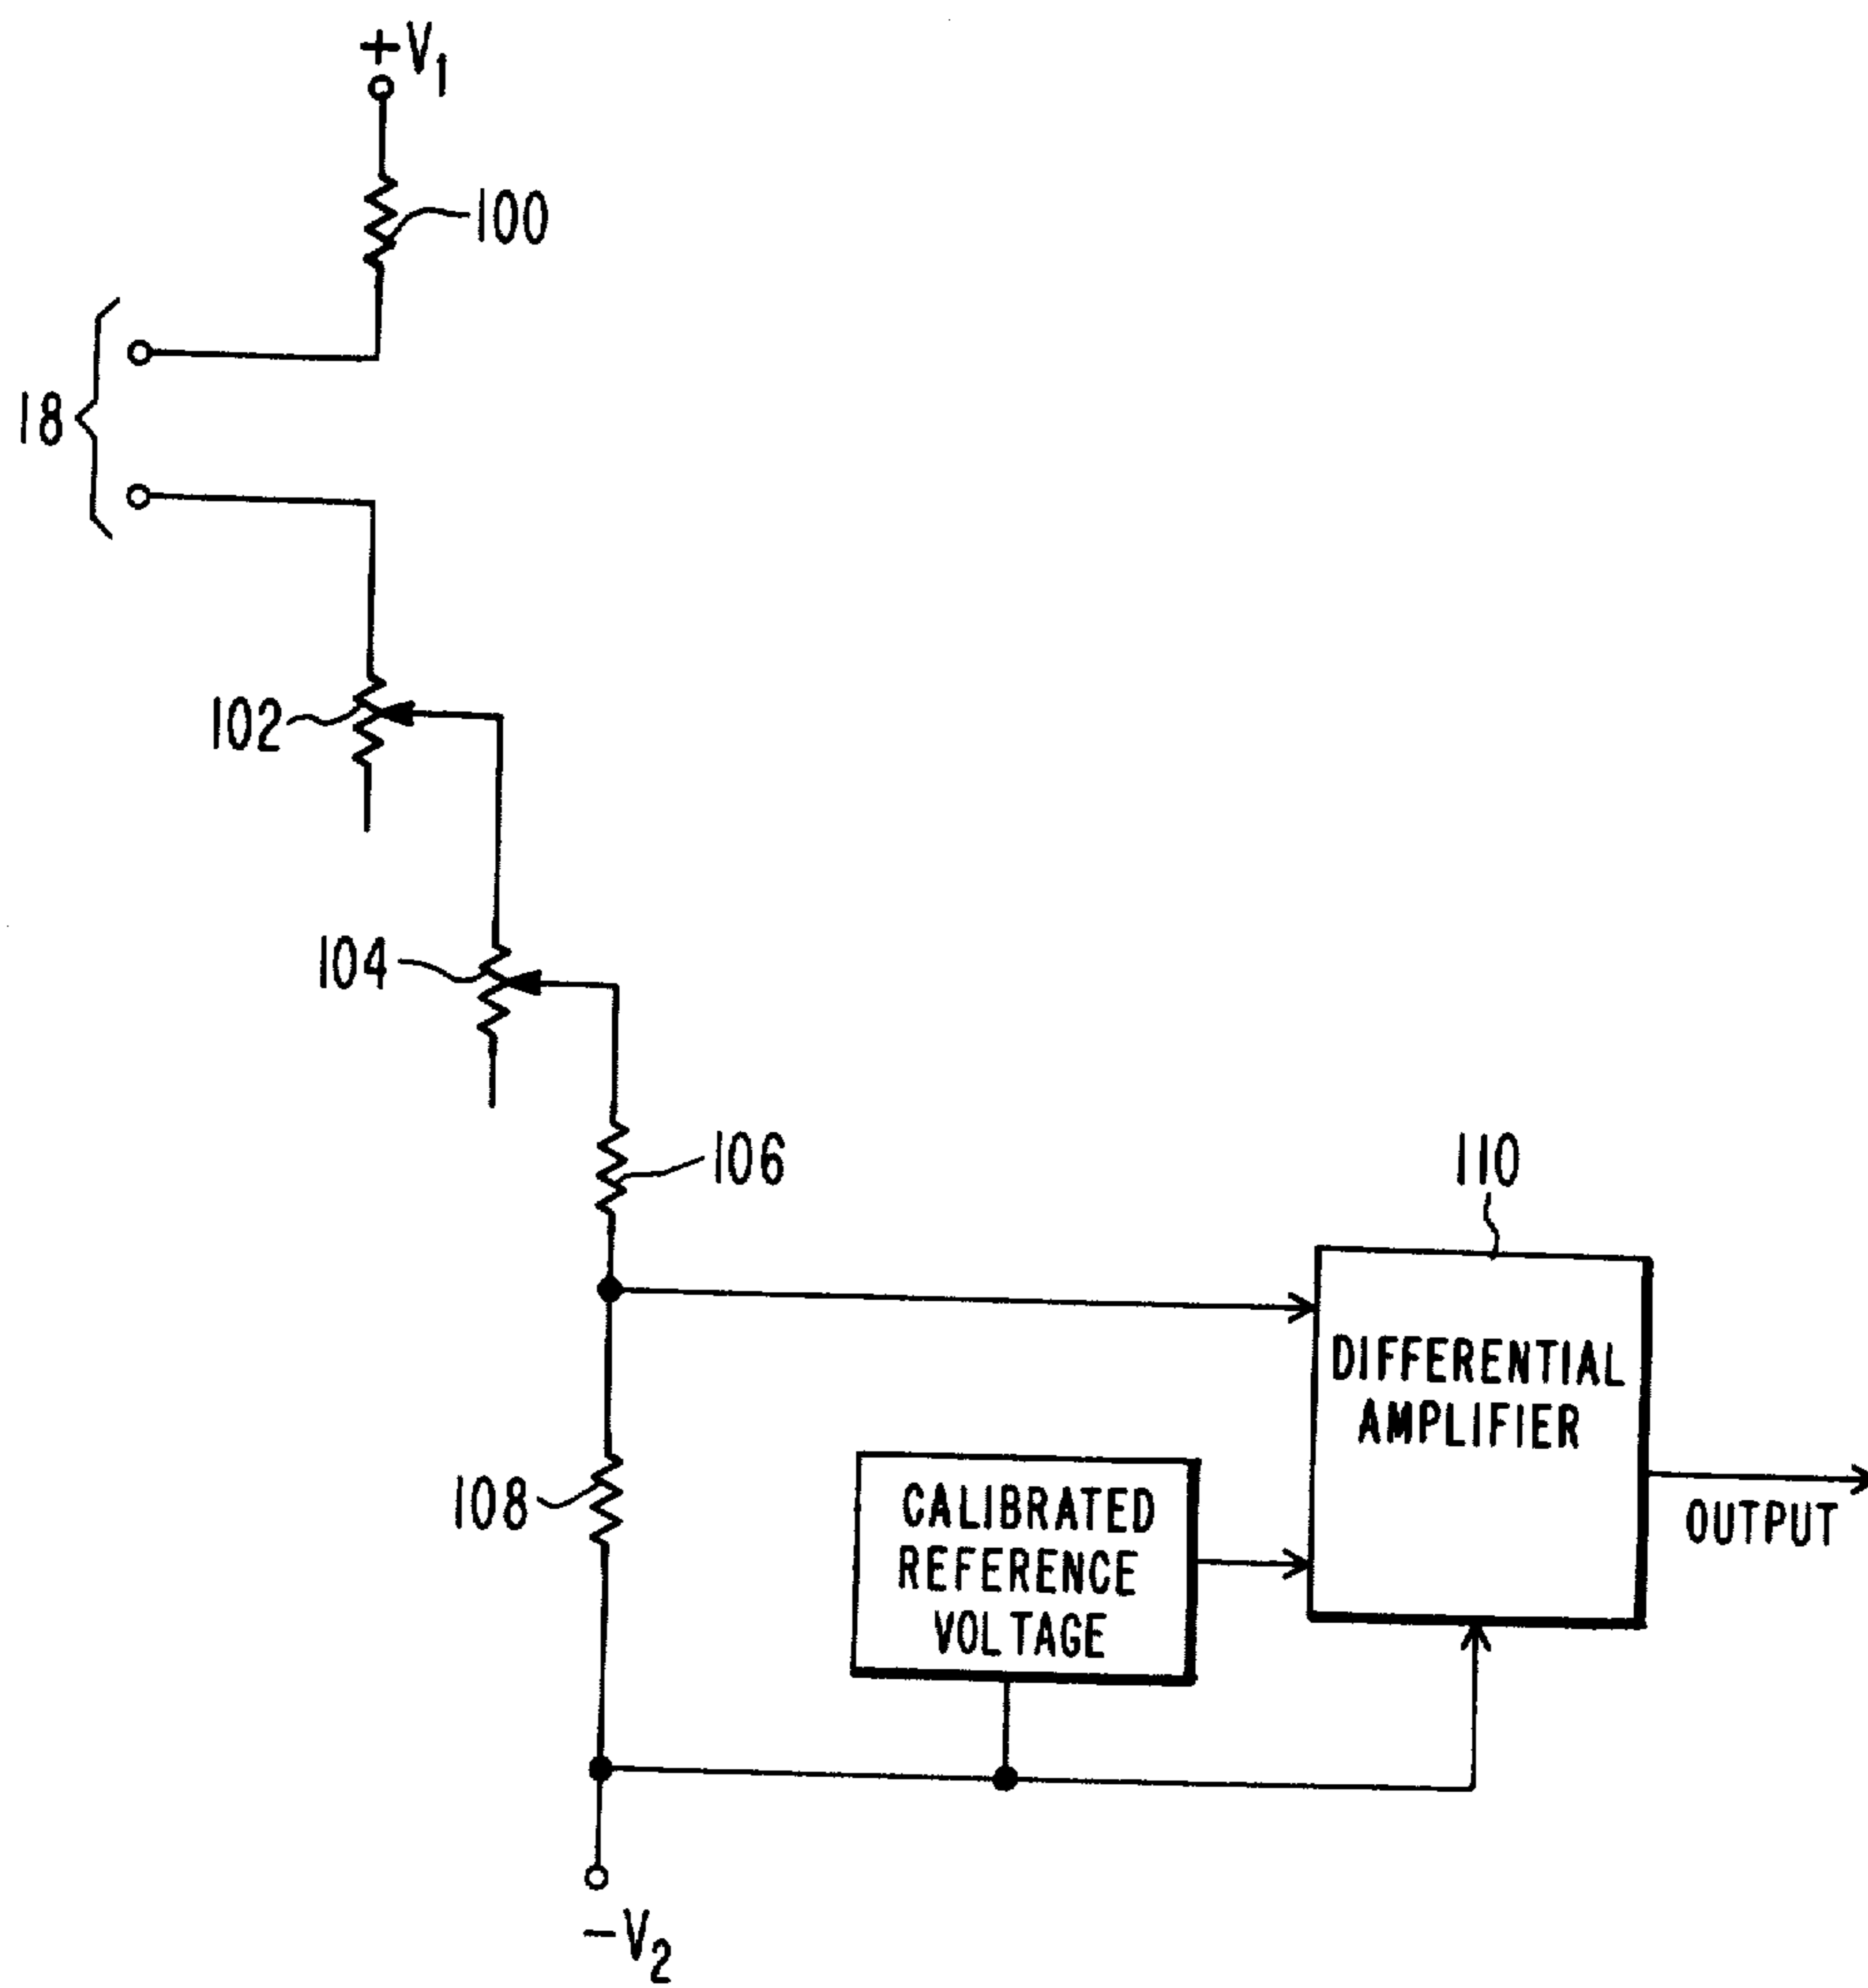 +V₁
100
18
102
104
106
110
DIFFERENTIAL
AMPLIFIER
108
CALIBRATED
REFERENCE
VOLTAGE
OUTPUT
-V₂